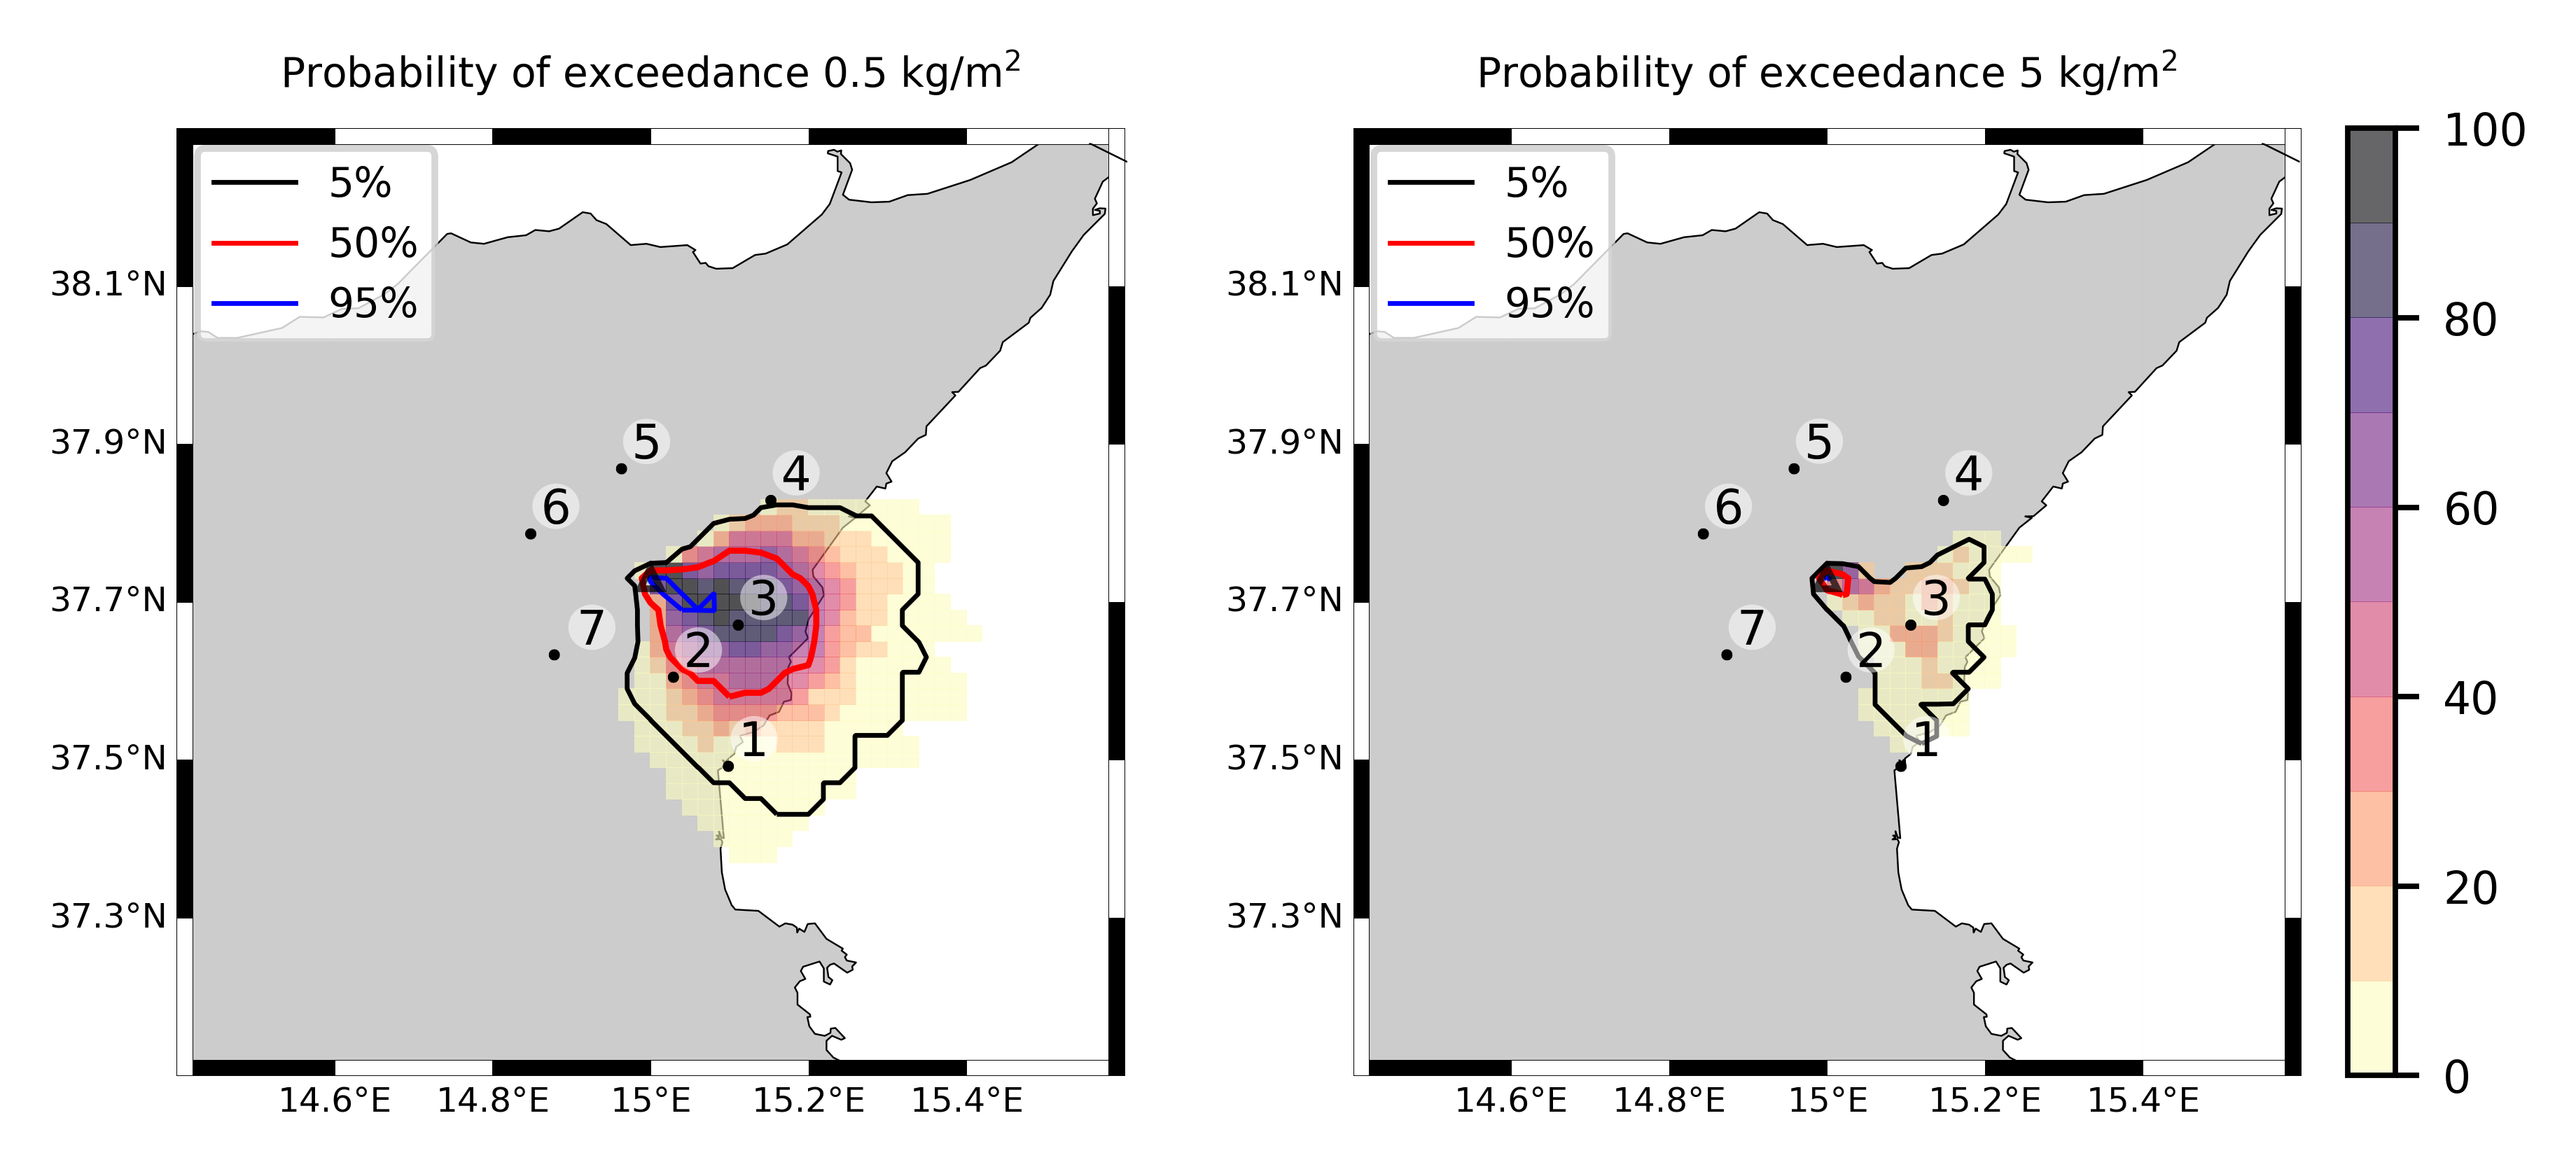 Probability of exceedance 0.5 kg/m²
5%
50%
95%
38.1°N
37.9°N
37.7°N
37.5°N
37.3°N
5
4
6
3
7
2
1
14.6°E 14.8°E 15°E 15.2°E 15.4°E
Probability of exceedance 5 kg/m²
5%
50%
95%
38.1°N
37.9°N
37.7°N
37.5°N
37.3°N
5
4
6
3
7
2
1
14.6°E 14.8°E 15°E 15.2°E 15.4°E
100
80
60
40
20
0